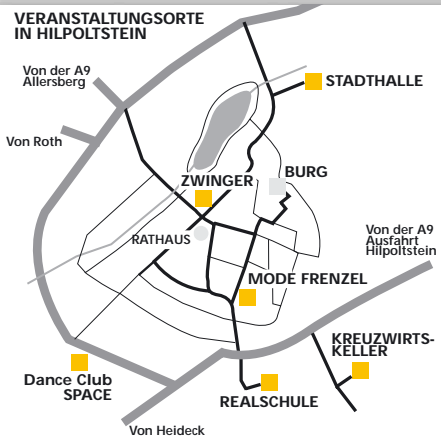 VERANSTALTUNGSORTE
IN HILPOLTSTEIN
Von der A9
Allersberg
STADTHALLE
Von Roth
ZWINGER
BURG
RATHAUS
Von der A9
Ausfahrt
Hilpoltstein
MODE FRENZEL
KREUZWIRTS-
KELLER
Dance Club
SPACE
REALSCHULE
Von Heideck